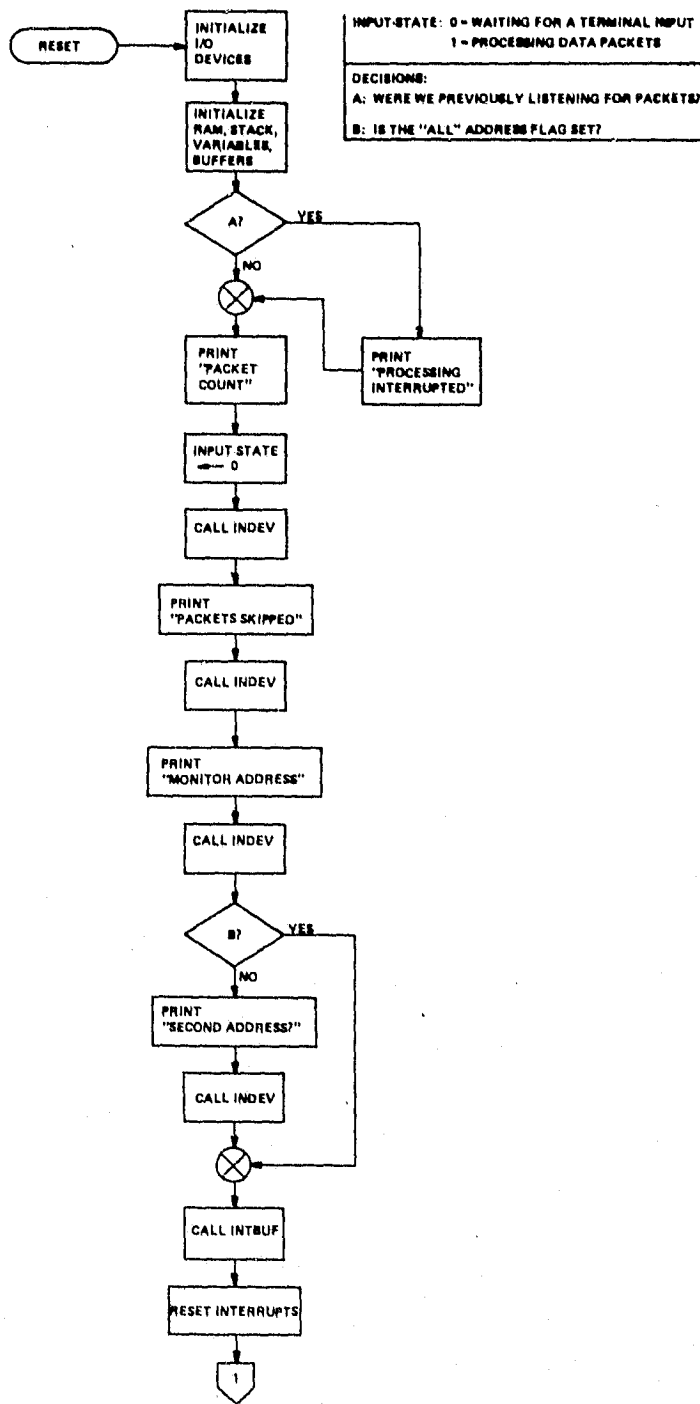 RESET
INITIALIZE
I/O
DEVICES
INPUT-STATE: 0 = WAITING FOR A TERMINAL INPUT
1 = PROCESSING DATA PACKETS
DECISIONS:
A: WERE WE PREVIOUSLY LISTENING FOR PACKETS?
B: IS THE "ALL" ADDRESS FLAG SET?
INITIALIZE
RAM, STACK,
VARIABLES,
BUFFERS
A?
YES
NO
PRINT
"PACKET
COUNT"
PRINT
"PROCESSING
INTERRUPTED"
INPUT-STATE
← 0
CALL INDEV
PRINT
"PACKETS SKIPPED"
CALL INDEV
PRINT
"MONITOR ADDRESS"
CALL INDEV
B?
YES
NO
PRINT
"SECOND ADDRESS?"
CALL INDEV
CALL INTBUF
RESET INTERRUPTS
1